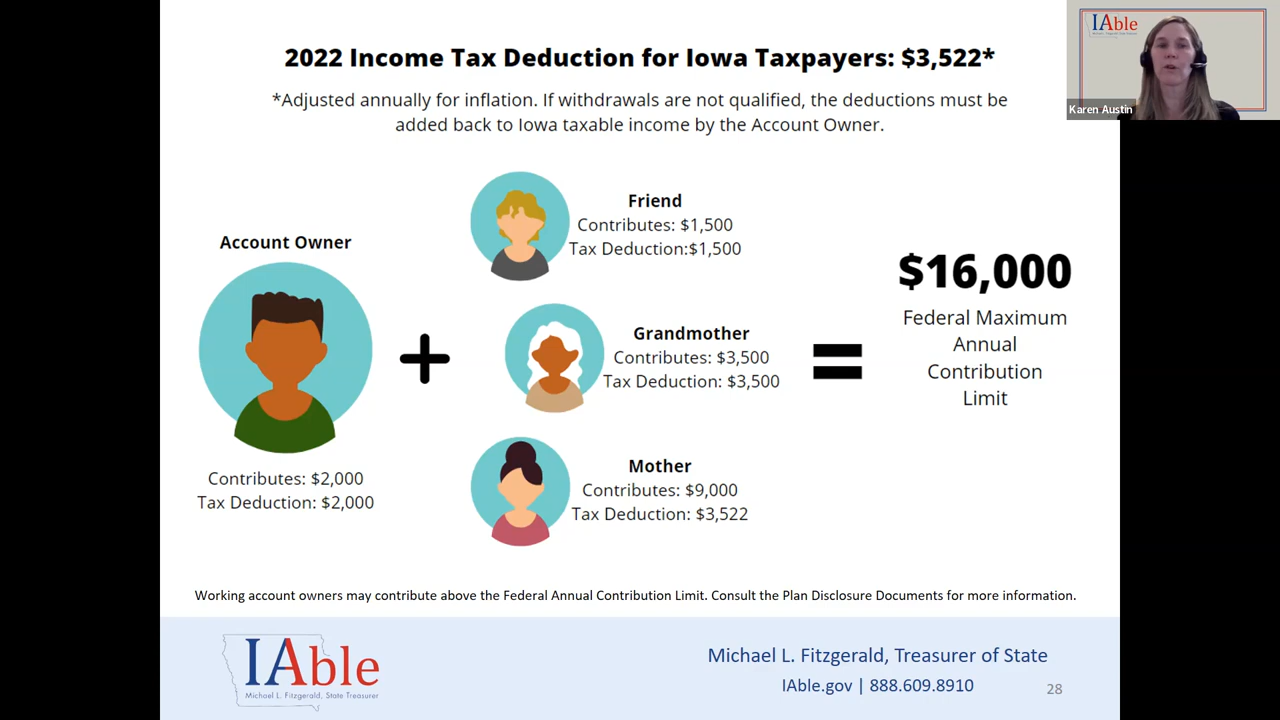 2022 Income Tax Deduction for Iowa Taxpayers: $3,522*
*Adjusted annually for inflation. If withdrawals are not qualified, the deductions must be
added back to Iowa taxable income by the Account Owner.
IAble
Karen Austin
Account Owner
Contributes: $2,000
Tax Deduction: $2,000
Friend
Contributes: $1,500
Tax Deduction:$1,500
Grandmother
Contributes: $3,500
Tax Deduction: $3,500
Mother
Contributes: $9,000
Tax Deduction: $3,522
$16,000
Federal Maximum
Annual
Contribution
Limit
Working account owners may contribute above the Federal Annual Contribution Limit. Consult the Plan Disclosure Documents for more information.
IAble
Michael L. Fitzgerald, State Treasurer
Michael L. Fitzgerald, Treasurer of State
IAble.gov | 888.609.8910
28